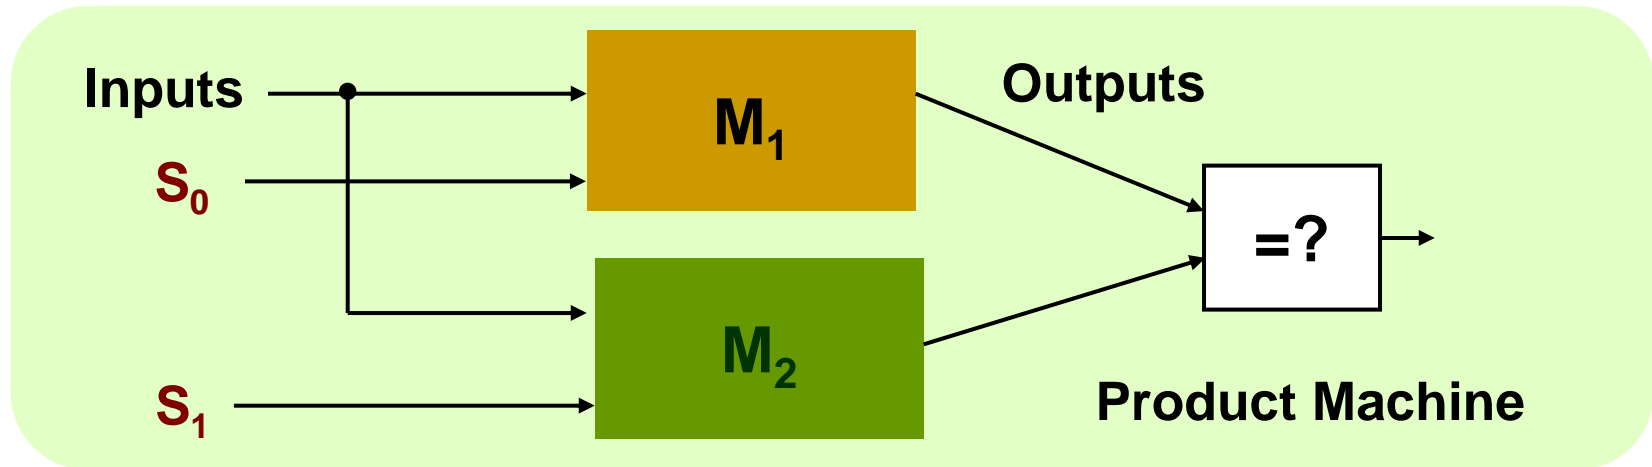 Inputs
S₀
S₁
M₁
M₂
Outputs
=?
Product Machine